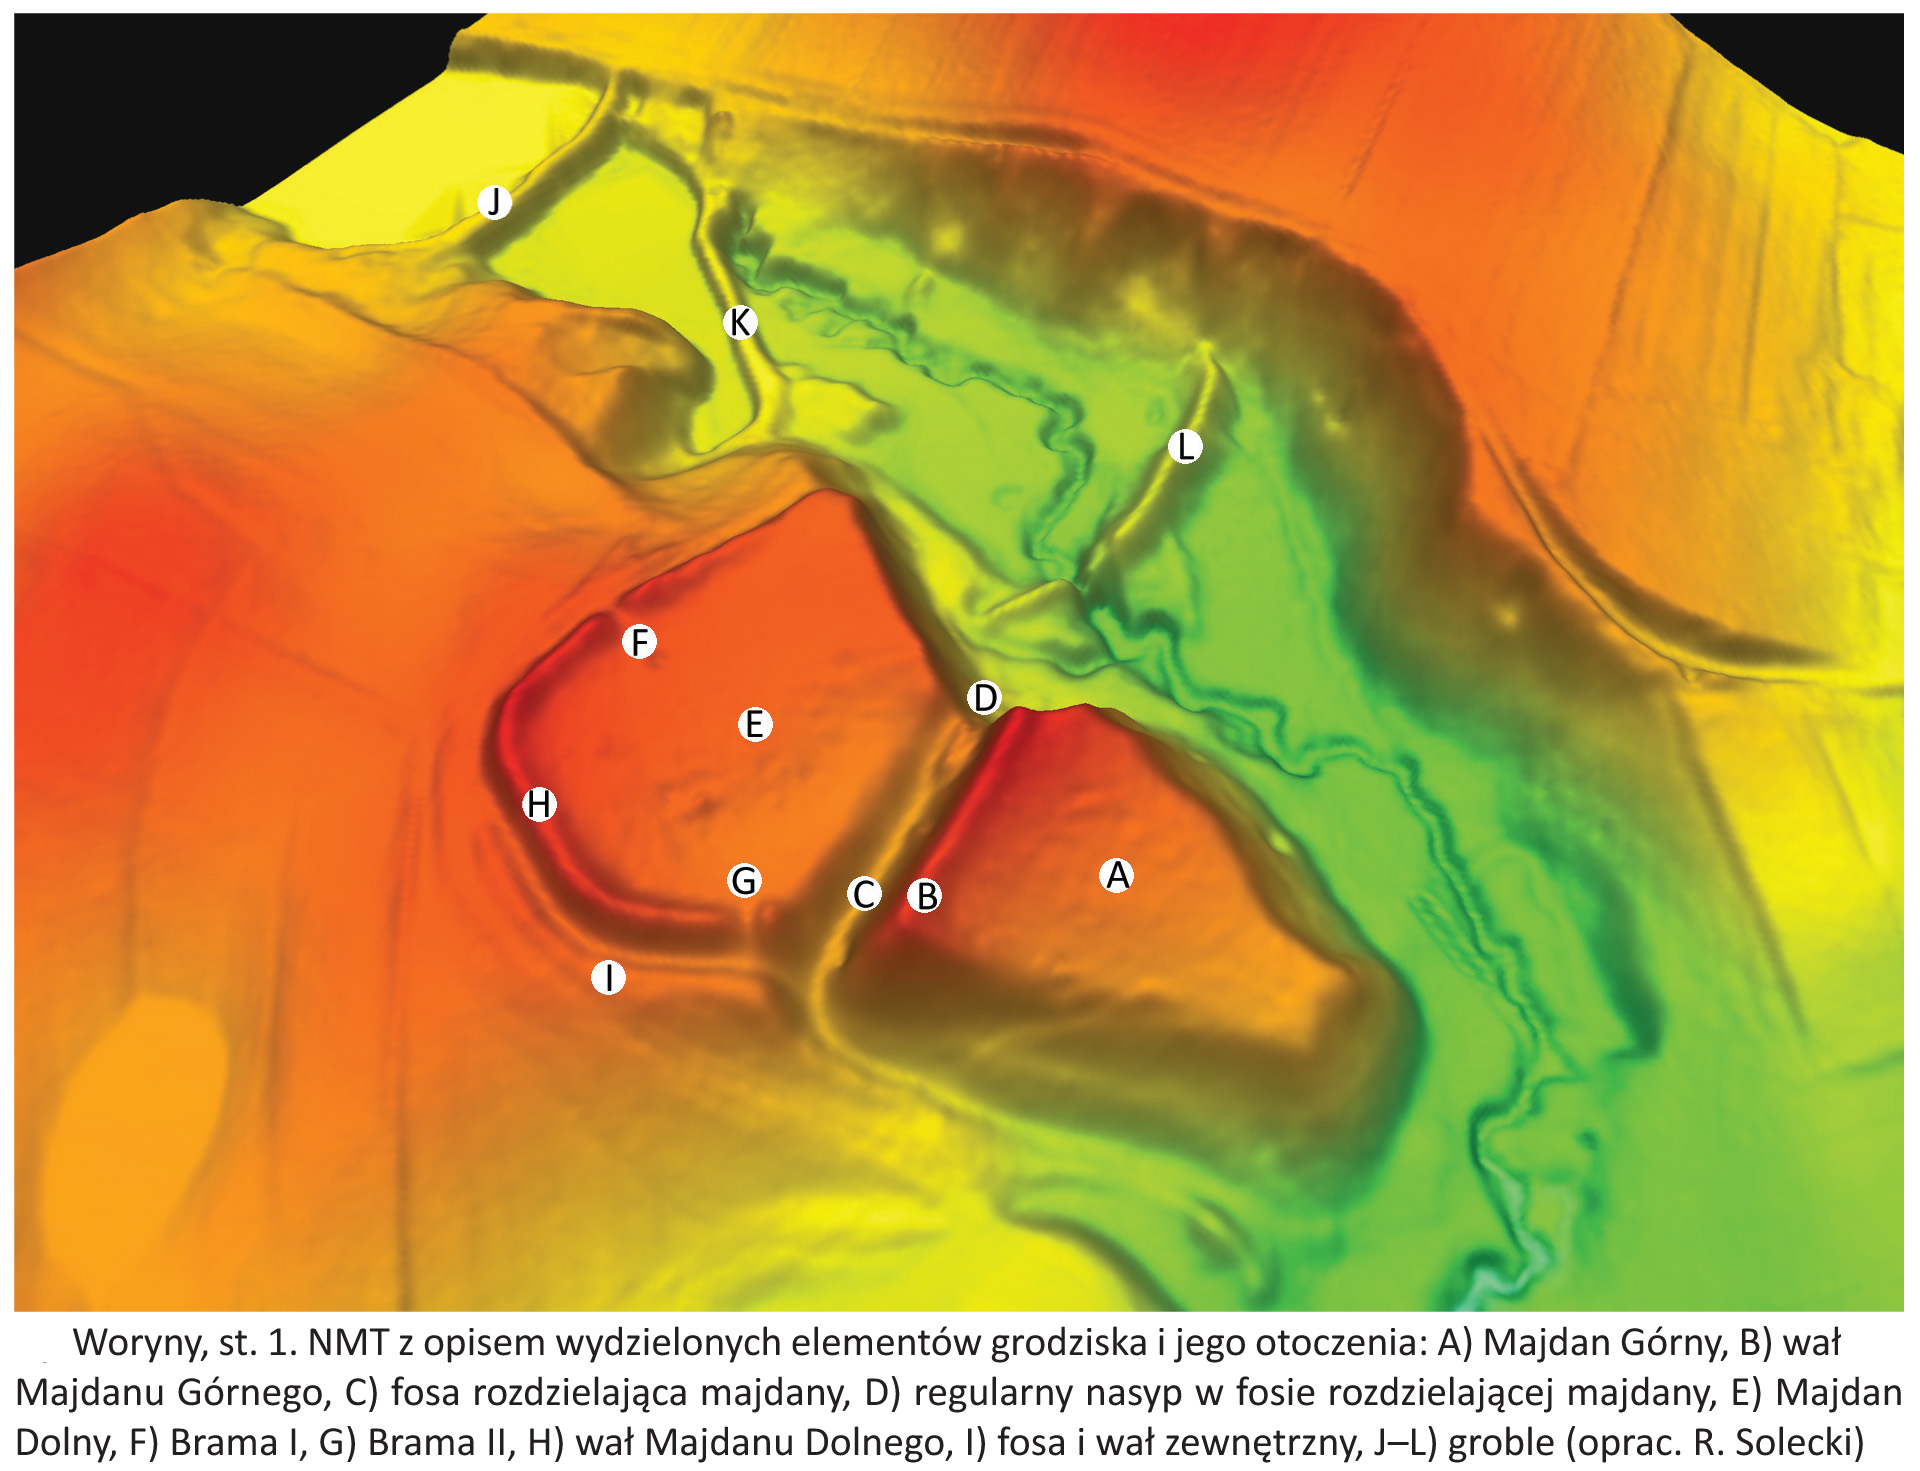 J
K
L
F
D
E
H
G
A
C
B
I
Woryny, st. 1. NMT z opisem wydzielonych elementów grodziska i jego otoczenia: A) Majdan Górny, B) wał
Majdanu Górnego, C) fosa rozdzielająca majdany, D) regularny nasyp w fosie rozdzielającej majdany, E) Majdan
Dolny, F) Brama I, G) Brama II, H) wał Majdanu Dolnego, I) fosa i wał zewnętrzny, J–L) groble (oprac. R. Solecki)